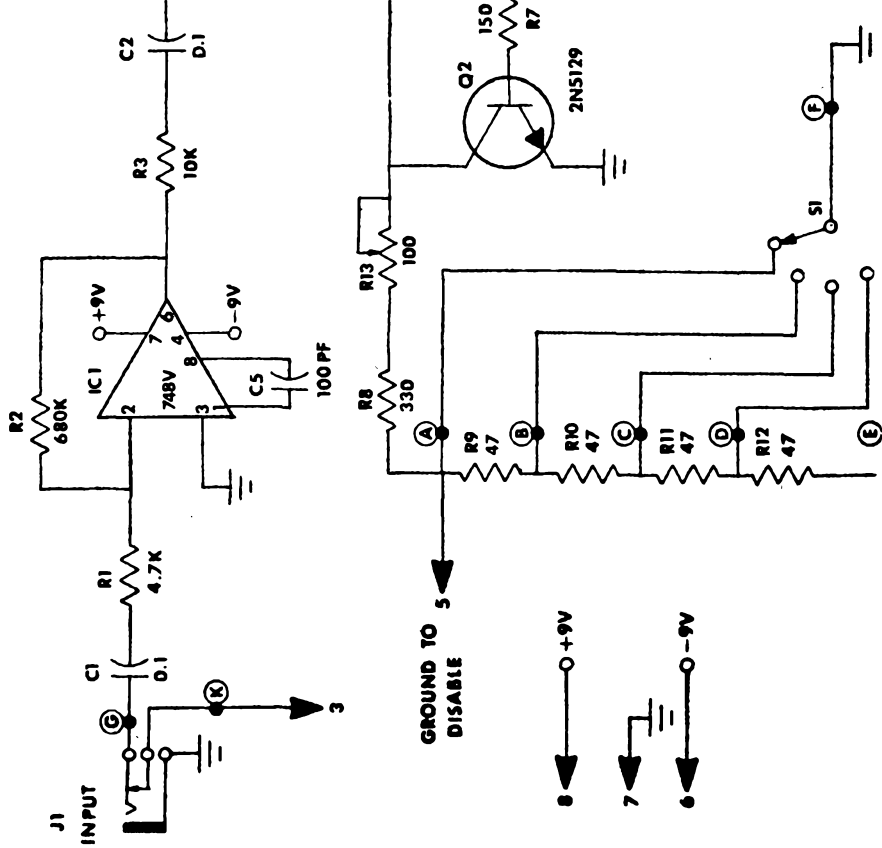 J1
INPUT
G
K
3
C1
D.1
R1
4.7K
R2
680K
IC1
748V
2
3
+9V
7
6
4
8
-9V
C5
100 PF
R3
10K
C2
D.1
GROUND TO
DISABLE
5
8
+9V
7
6
-9V
R8
330
R13
100
Q2
2N5129
150
R7
A
R9
47
B
R10
47
C
R11
47
D
R12
47
E
S1
F